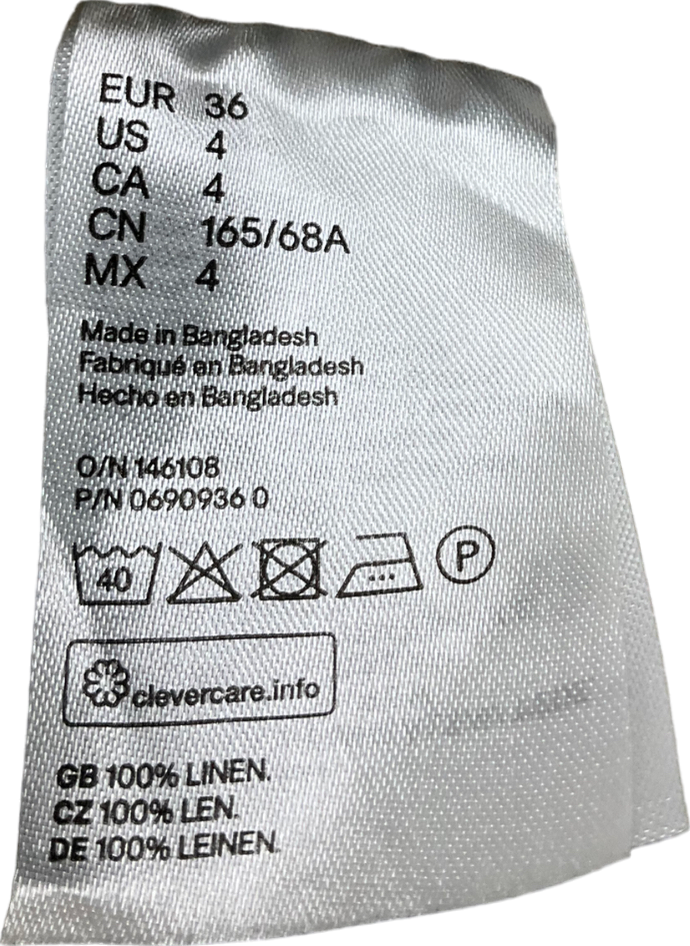 EUR 36
US 4
CA 4
CN 165/68A
MX 4
Made in Bangladesh
Fabriqué en Bangladesh
Hecho en Bangladesh
O/N 146108
P/N 0690936 0
40 P
clevercare.info
GB 100% LINEN.
CZ 100% LEN.
DE 100% LEINEN.